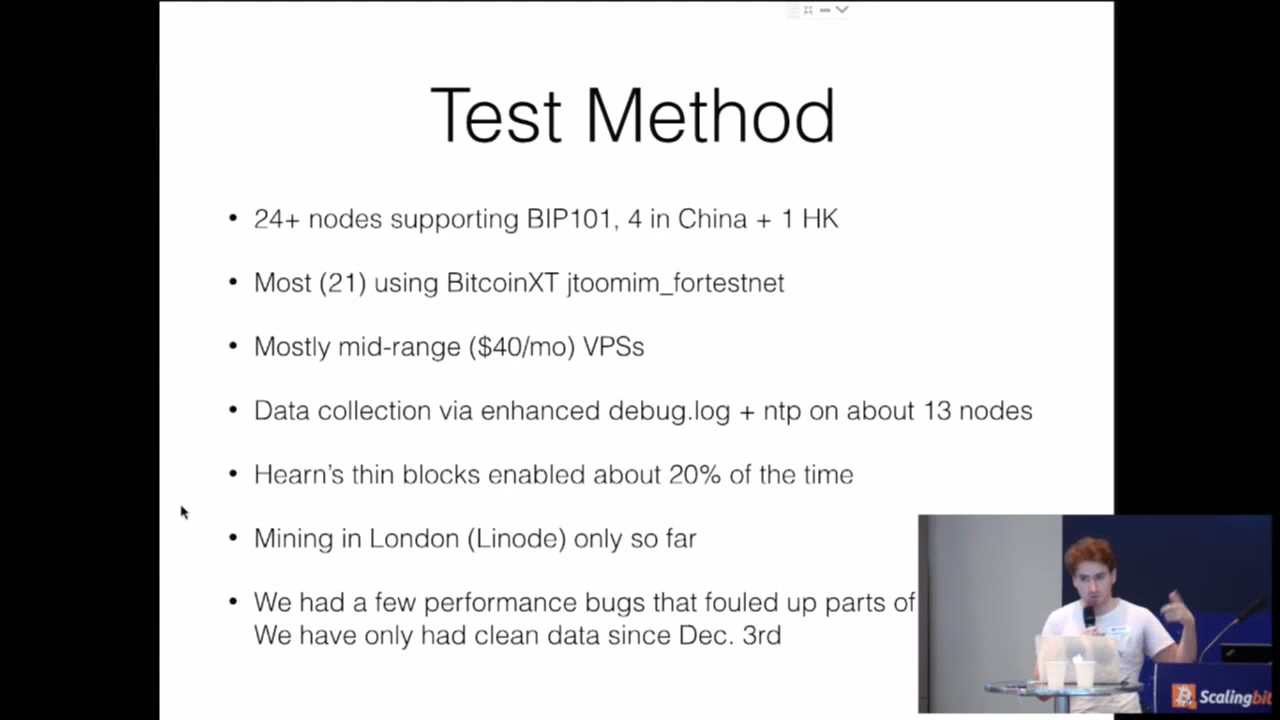 Test Method
• 24+ nodes supporting BIP101, 4 in China + 1 HK
• Most (21) using BitcoinXT jtoomim_fortestnet
• Mostly mid-range ($40/mo) VPSs
• Data collection via enhanced debug.log + ntp on about 13 nodes
• Hearn's thin blocks enabled about 20% of the time
• Mining in London (Linode) only so far
• We had a few performance bugs that fouled up parts of
We have only had clean data since Dec. 3rd
Scalingbit